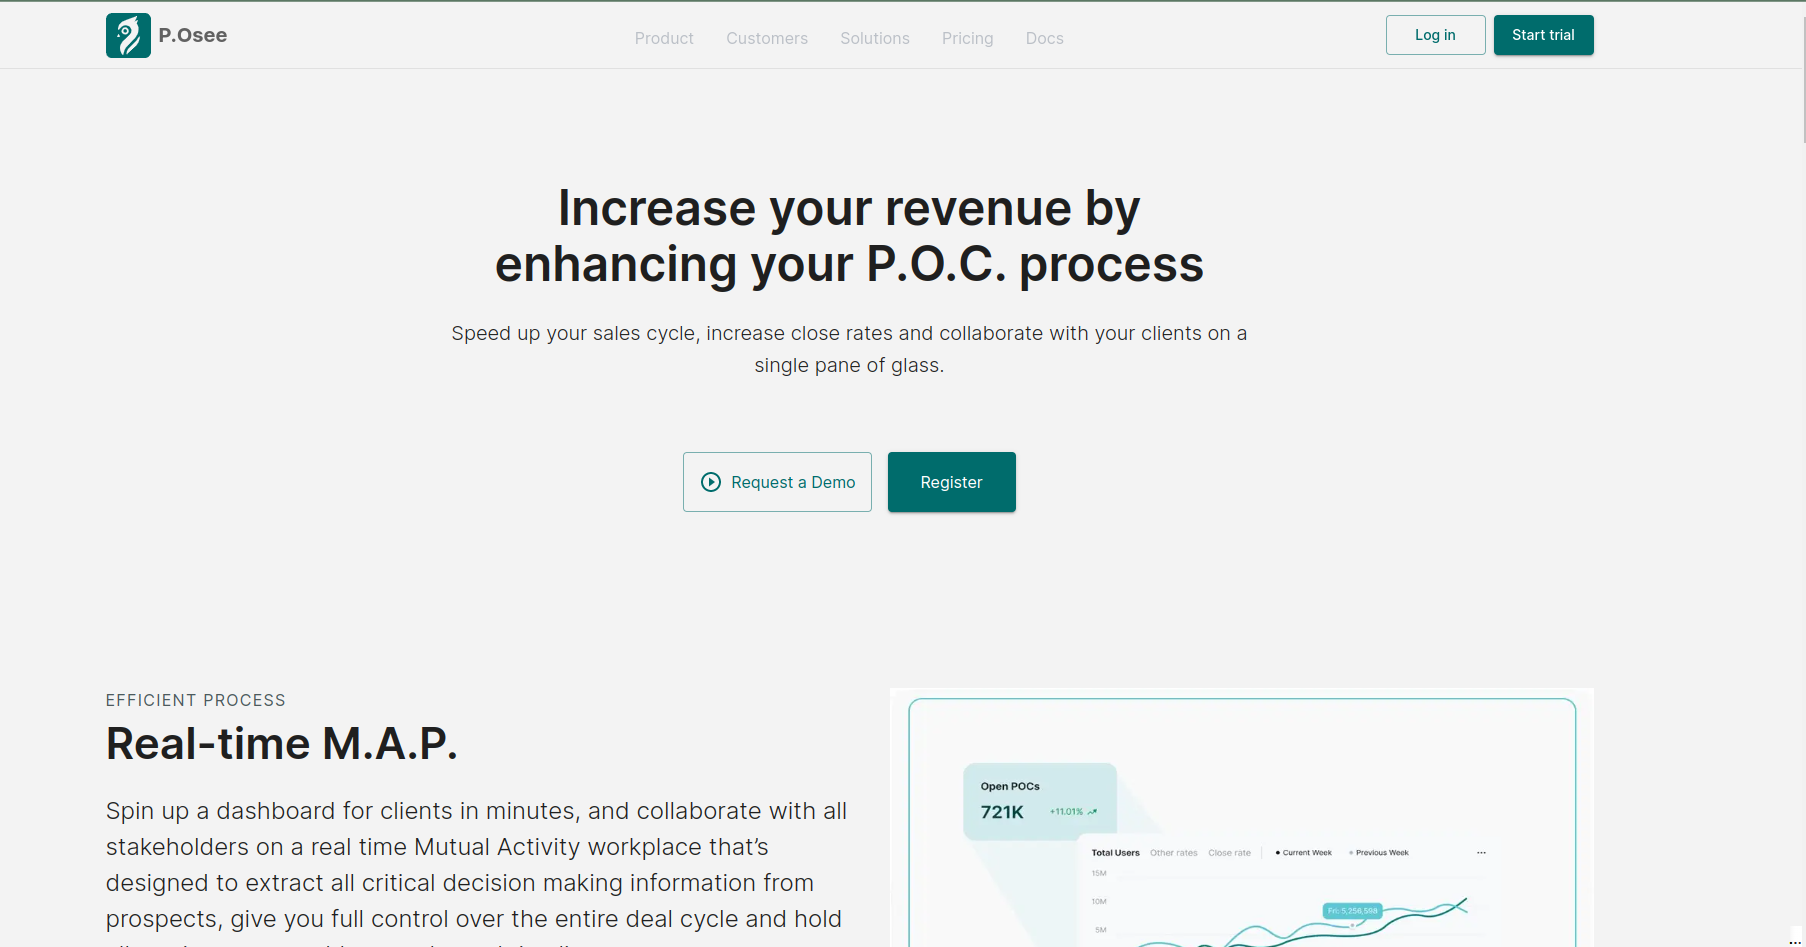 P.Osee
Product Customers Solutions Pricing Docs
Log in
Start trial
Increase your revenue by
enhancing your P.O.C. process
Speed up your sales cycle, increase close rates and collaborate with your clients on a
single pane of glass.
Request a Demo
Register
EFFICIENT PROCESS
Real-time M.A.P.
Spin up a dashboard for clients in minutes, and collaborate with all
stakeholders on a real time Mutual Activity workplace that’s
designed to extract all critical decision making information from
prospects, give you full control over the entire deal cycle and hold
Open POCs
721K +11.01%
Total Users Other rates Close rate Current Week Previous Week
15M
10M
5M
Fri: 5,256,598